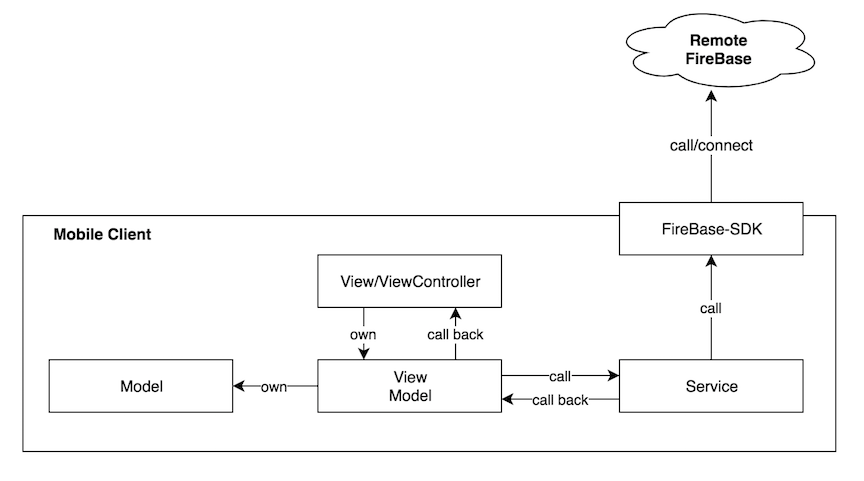 Remote
FireBase
call/connect
FireBase-SDK
Mobile Client
View/ViewController
call
own
call back
Model
own
View
Model
call
call back
Service